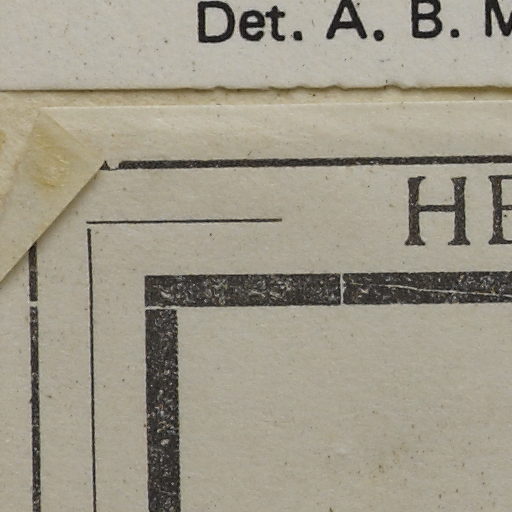 Det. A. B. M
HE